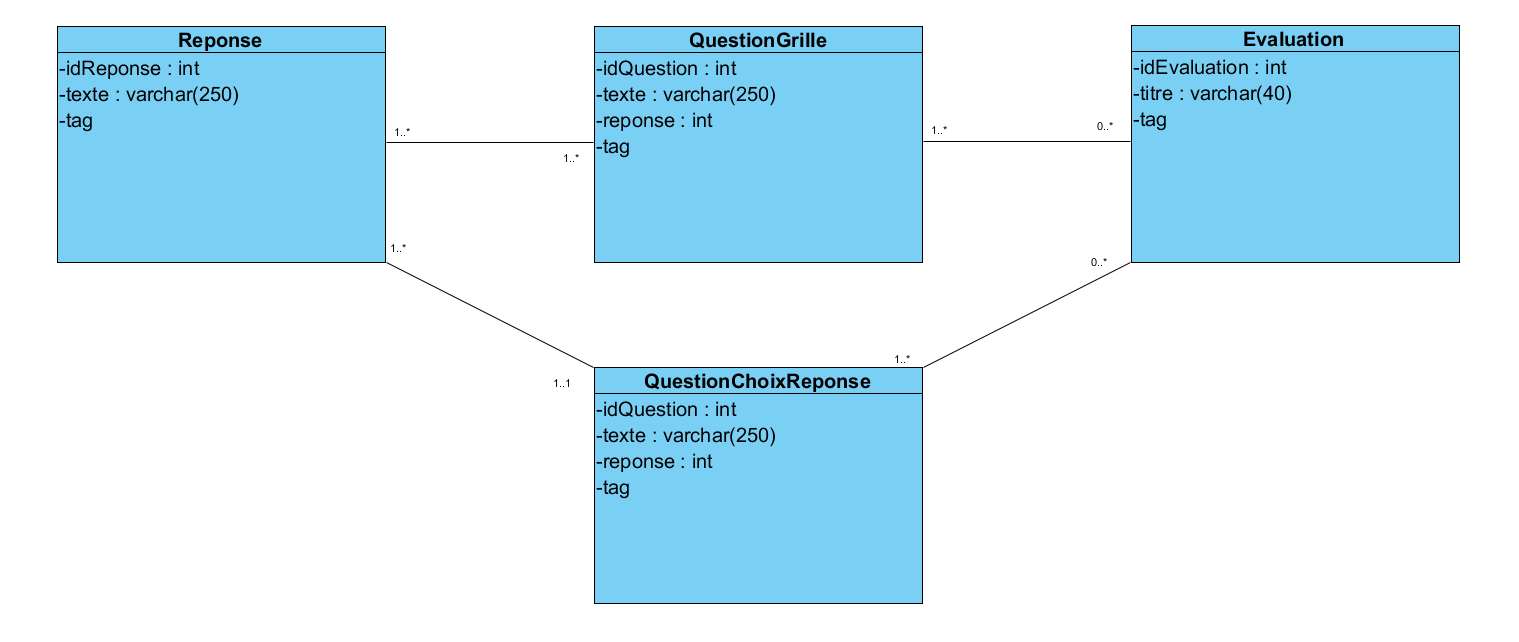 Reponse
-idReponse : int
-texte : varchar(250)
-tag
1..*
1..*
1..*
QuestionGrille
-idQuestion : int
-texte : varchar(250)
-reponse : int
-tag
1..*
0..*
Evaluation
-idEvaluation : int
-titre : varchar(40)
-tag
0..*
1..*
1..1
QuestionChoixReponse
-idQuestion : int
-texte : varchar(250)
-reponse : int
-tag